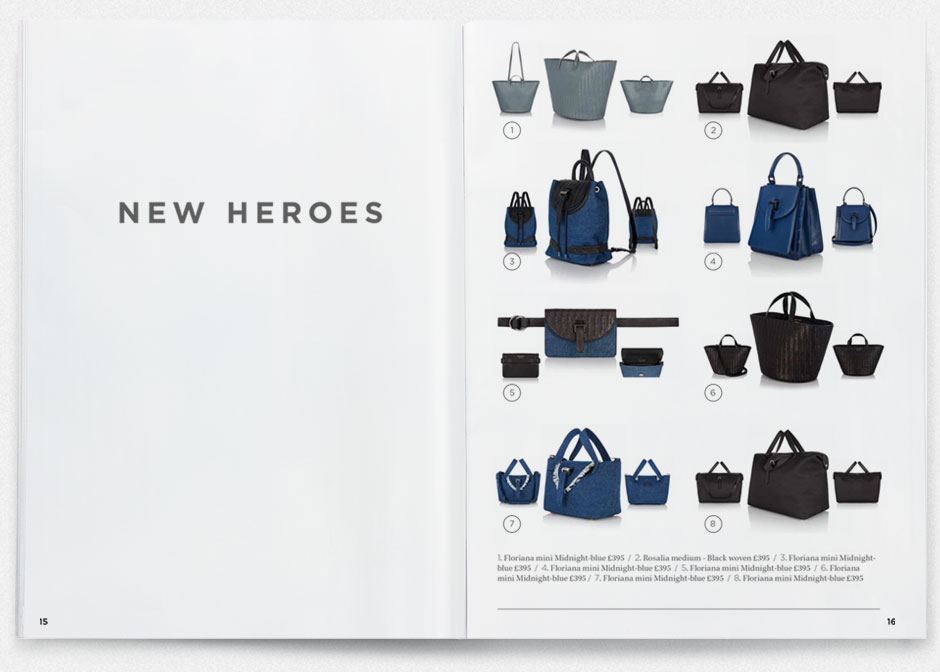 NEW HEROES
15
1
2
3
4
5
6
7
8
1. Floriana mini Midnight-blue £395 / 2. Rosalia medium - Black woven £395 / 3. Floriana mini Midnight-
blue £395 / 4. Floriana mini Midnight-blue £395 / 5. Floriana mini Midnight-blue £395 / 6. Floriana
mini Midnight-blue £395 / 7. Floriana mini Midnight-blue £395 / 8. Floriana mini Midnight-blue £395
16